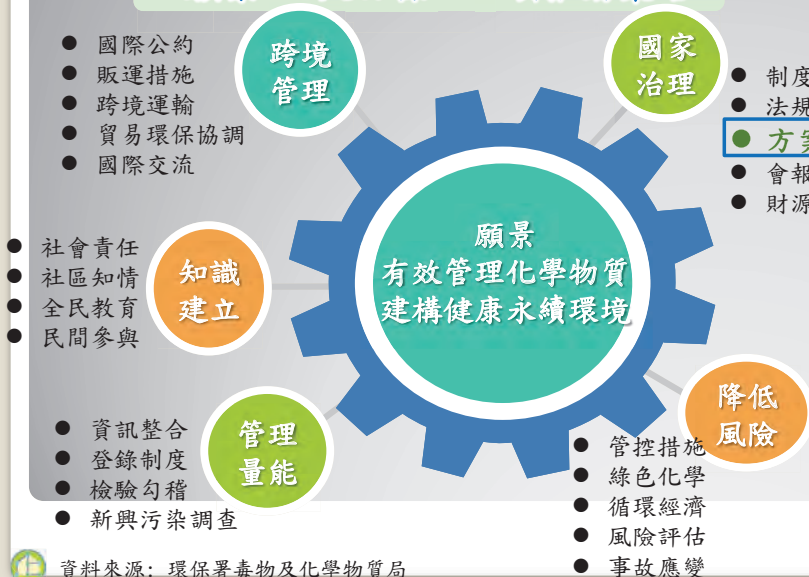 跨境
管理
● 國際公約
● 販運措施
● 跨境運輸
● 貿易環保協調
● 國際交流
國家
治理
● 制度
● 法規
● 方案
● 會報
● 財源
知識
建立
● 社會責任
● 社區知情
● 全民教育
● 民間參與
願景
有效管理化學物質
建構健康永續環境
管理
量能
● 資訊整合
● 登錄制度
● 檢驗勾稽
● 新興污染調查
降低
風險
● 管控措施
● 綠色化學
● 循環經濟
● 風險評估
● 事故應變
資料來源: 環保署毒物及化學物質局